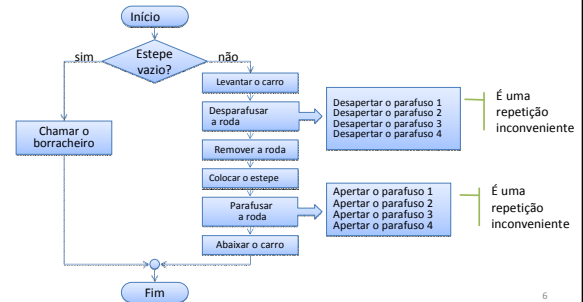 Início
Estepe
vazio?
sim
não
Levantar o carro
Desparafusar
a roda
Desapertar o parafuso 1
Desapertar o parafuso 2
Desapertar o parafuso 3
Desapertar o parafuso 4
É uma
repetição
inconveniente
Chamar o
borracheiro
Remover a roda
Colocar o estepe
Parafusar
a roda
Apertar o parafuso 1
Apertar o parafuso 2
Apertar o parafuso 3
Apertar o parafuso 4
É uma
repetição
inconveniente
Abaixar o carro
Fim
6